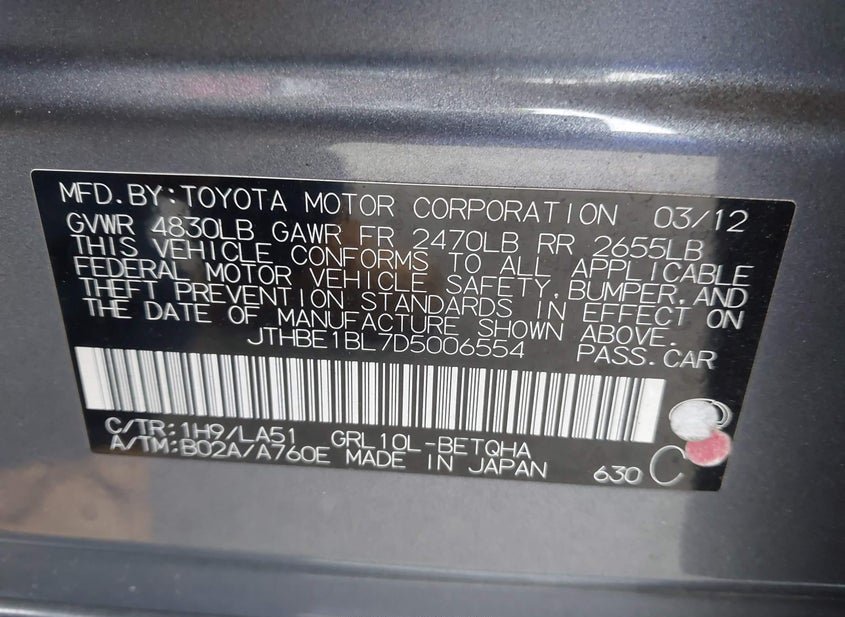 MFD.BY:TOYOTA MOTOR CORPORATION 03/12
GVWR 4830LB GAWR FR 2470LB RR 2655LB
THIS VEHICLE CONFORMS TO ALL APPLICABLE
FEDERAL MOTOR VEHICLE SAFETY,BUMPER,AND
THEFT PREVENTION STANDARDS IN EFFECT ON
THE DATE OF MANUFACTURE SHOWN ABOVE.
JTHBE1BL7D5006554 PASS.CAR
C/TR:1H9/LA51 GRL10L-BETQHA
A/TM:B02A/A760E MADE IN JAPAN 630 C